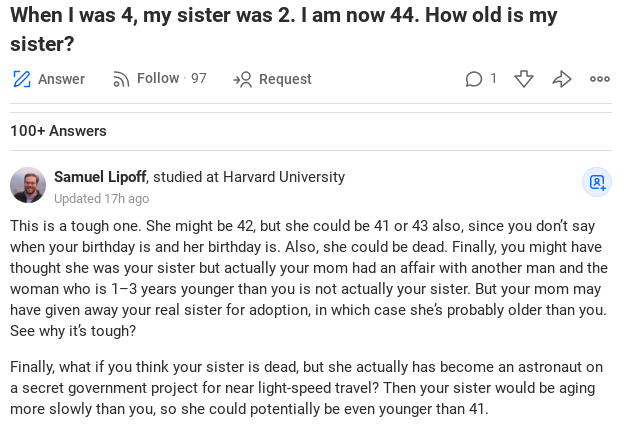 When I was 4, my sister was 2. I am now 44. How old is my
sister?
Answer Follow · 97 Request 1
100+ Answers
Samuel Lipoff, studied at Harvard University
Updated 17h ago
This is a tough one. She might be 42, but she could be 41 or 43 also, since you don’t say
when your birthday is and her birthday is. Also, she could be dead. Finally, you might have
thought she was your sister but actually your mom had an affair with another man and the
woman who is 1–3 years younger than you is not actually your sister. But your mom may
have given away your real sister for adoption, in which case she’s probably older than you.
See why it’s tough?
Finally, what if you think your sister is dead, but she actually has become an astronaut on
a secret government project for near light-speed travel? Then your sister would be aging
more slowly than you, so she could potentially be even younger than 41.